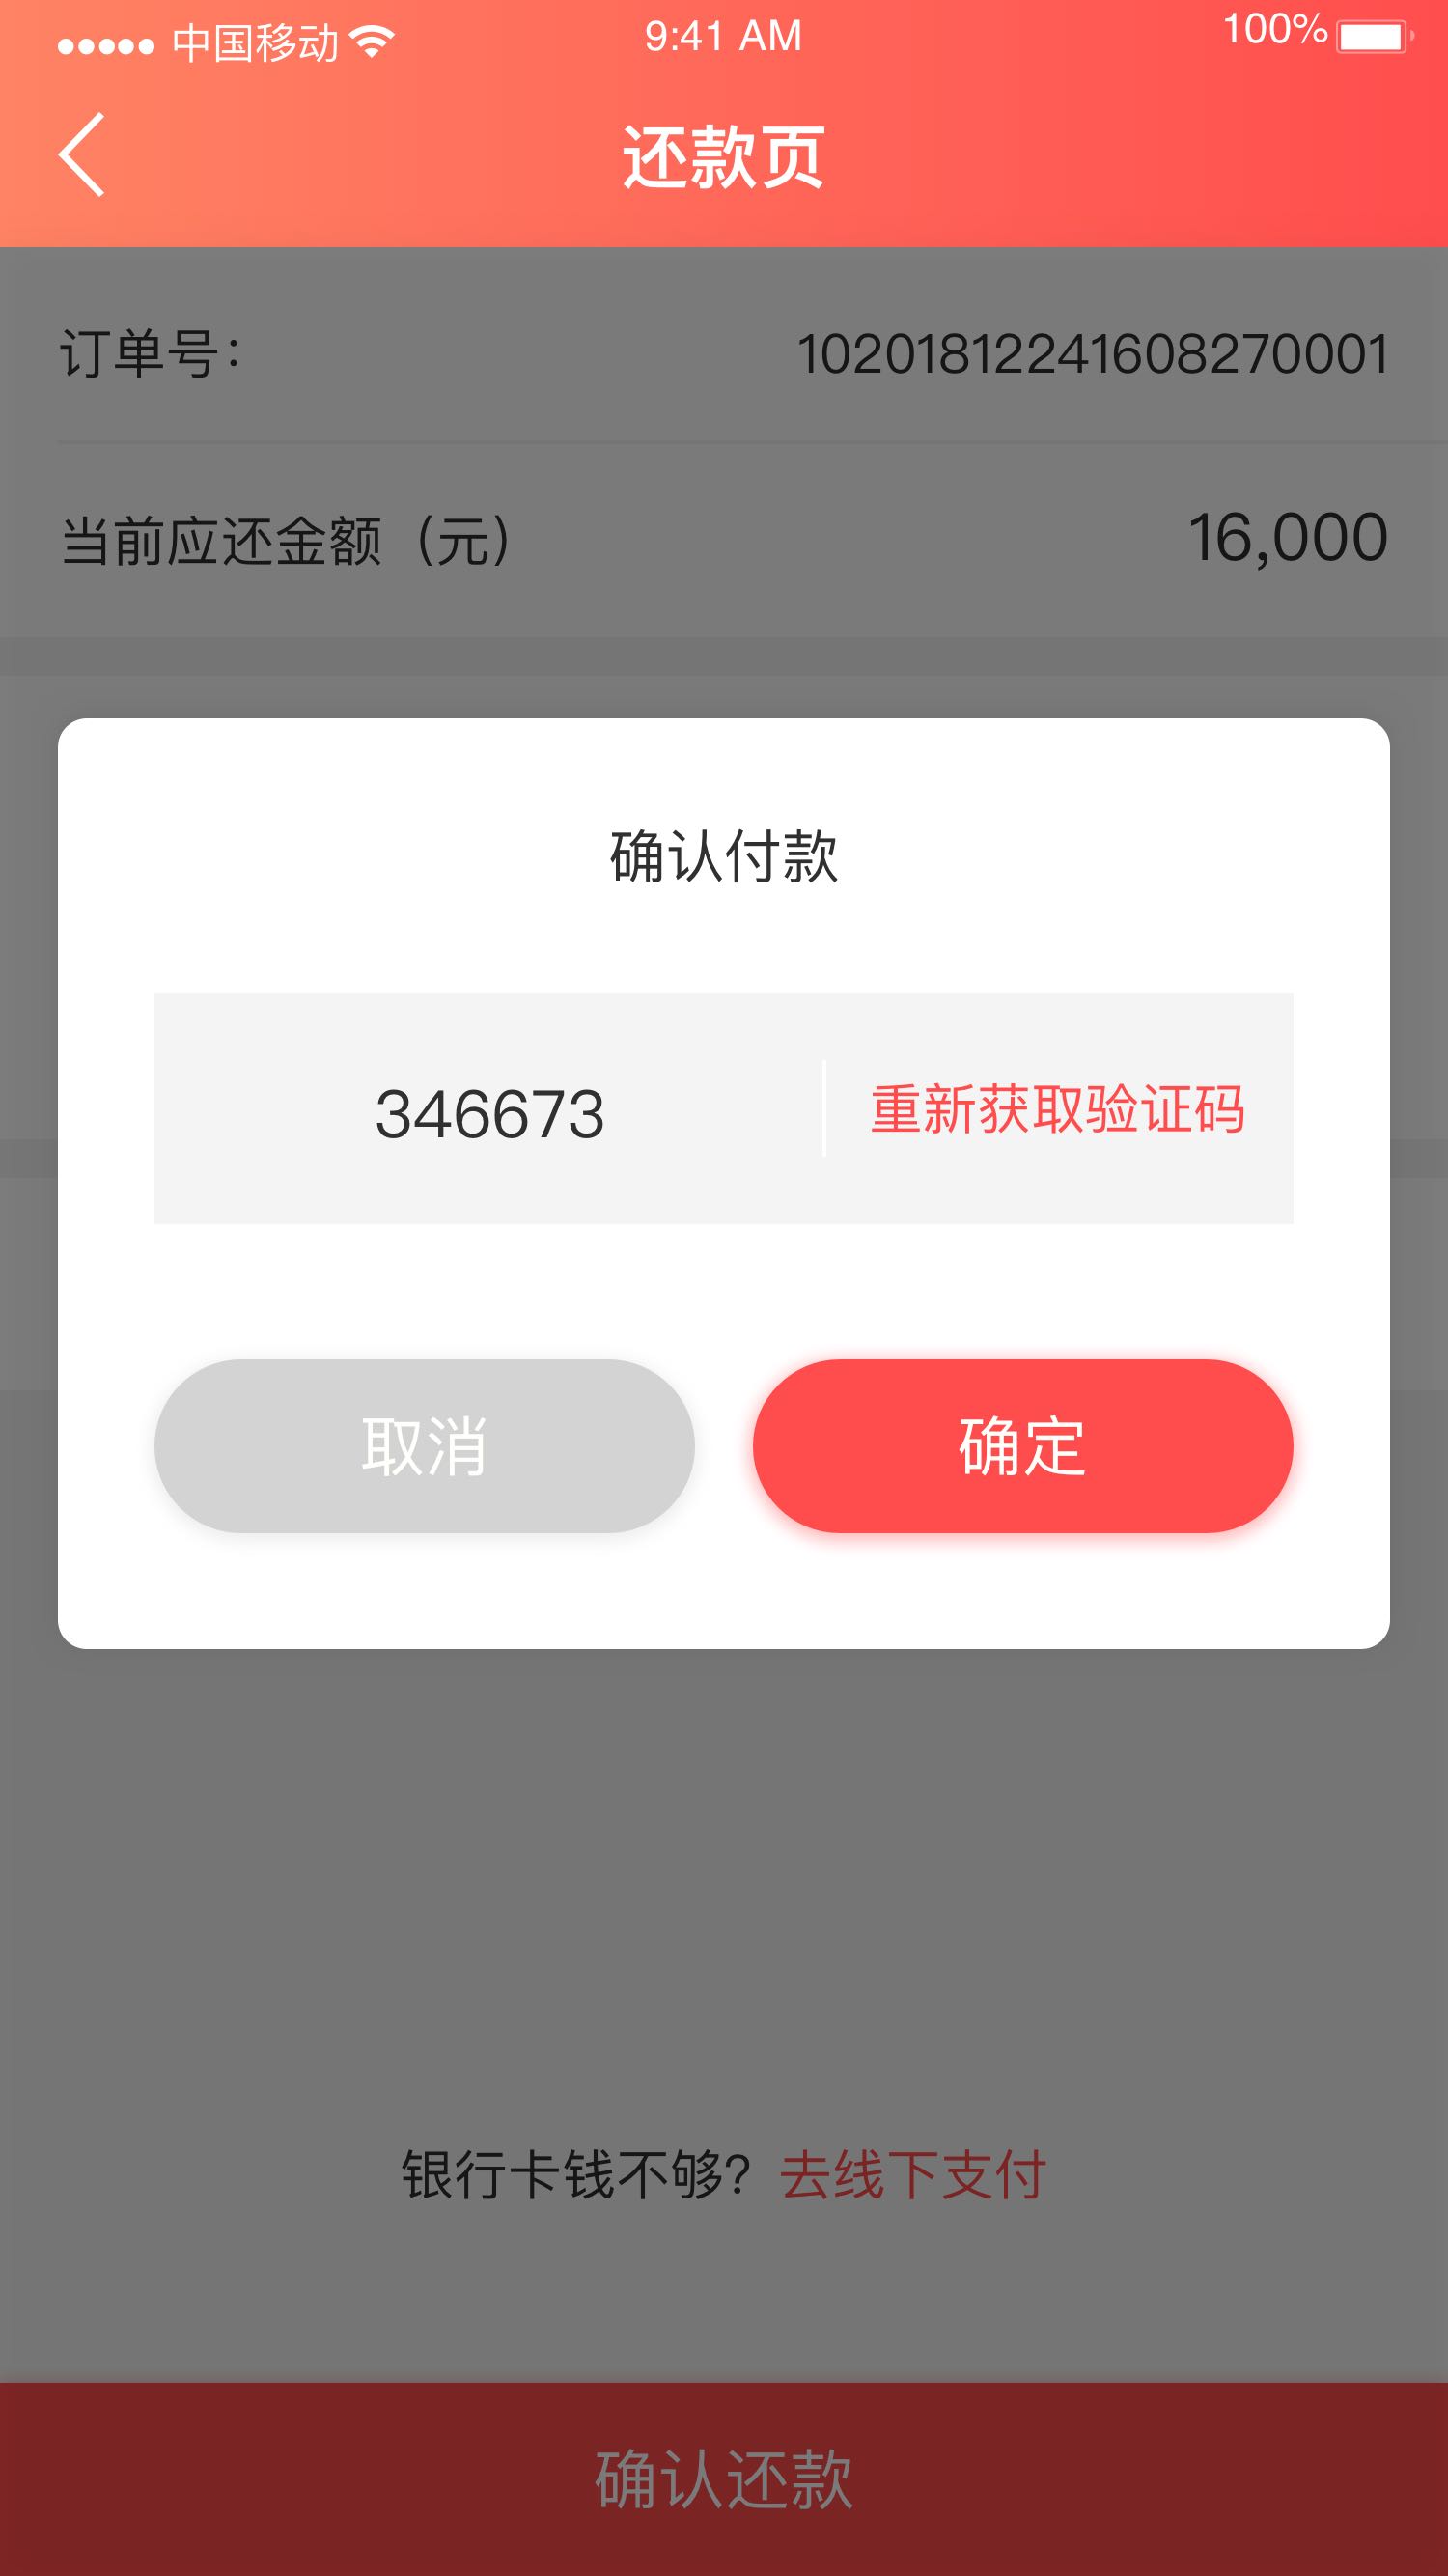 中国移动 9:41 AM 100%
还款页
订单号： 10201812241608270001
当前应还金额（元） 16,000
确认付款
346673 重新获取验证码
取消 确定
银行卡钱不够？去线下支付
确认还款